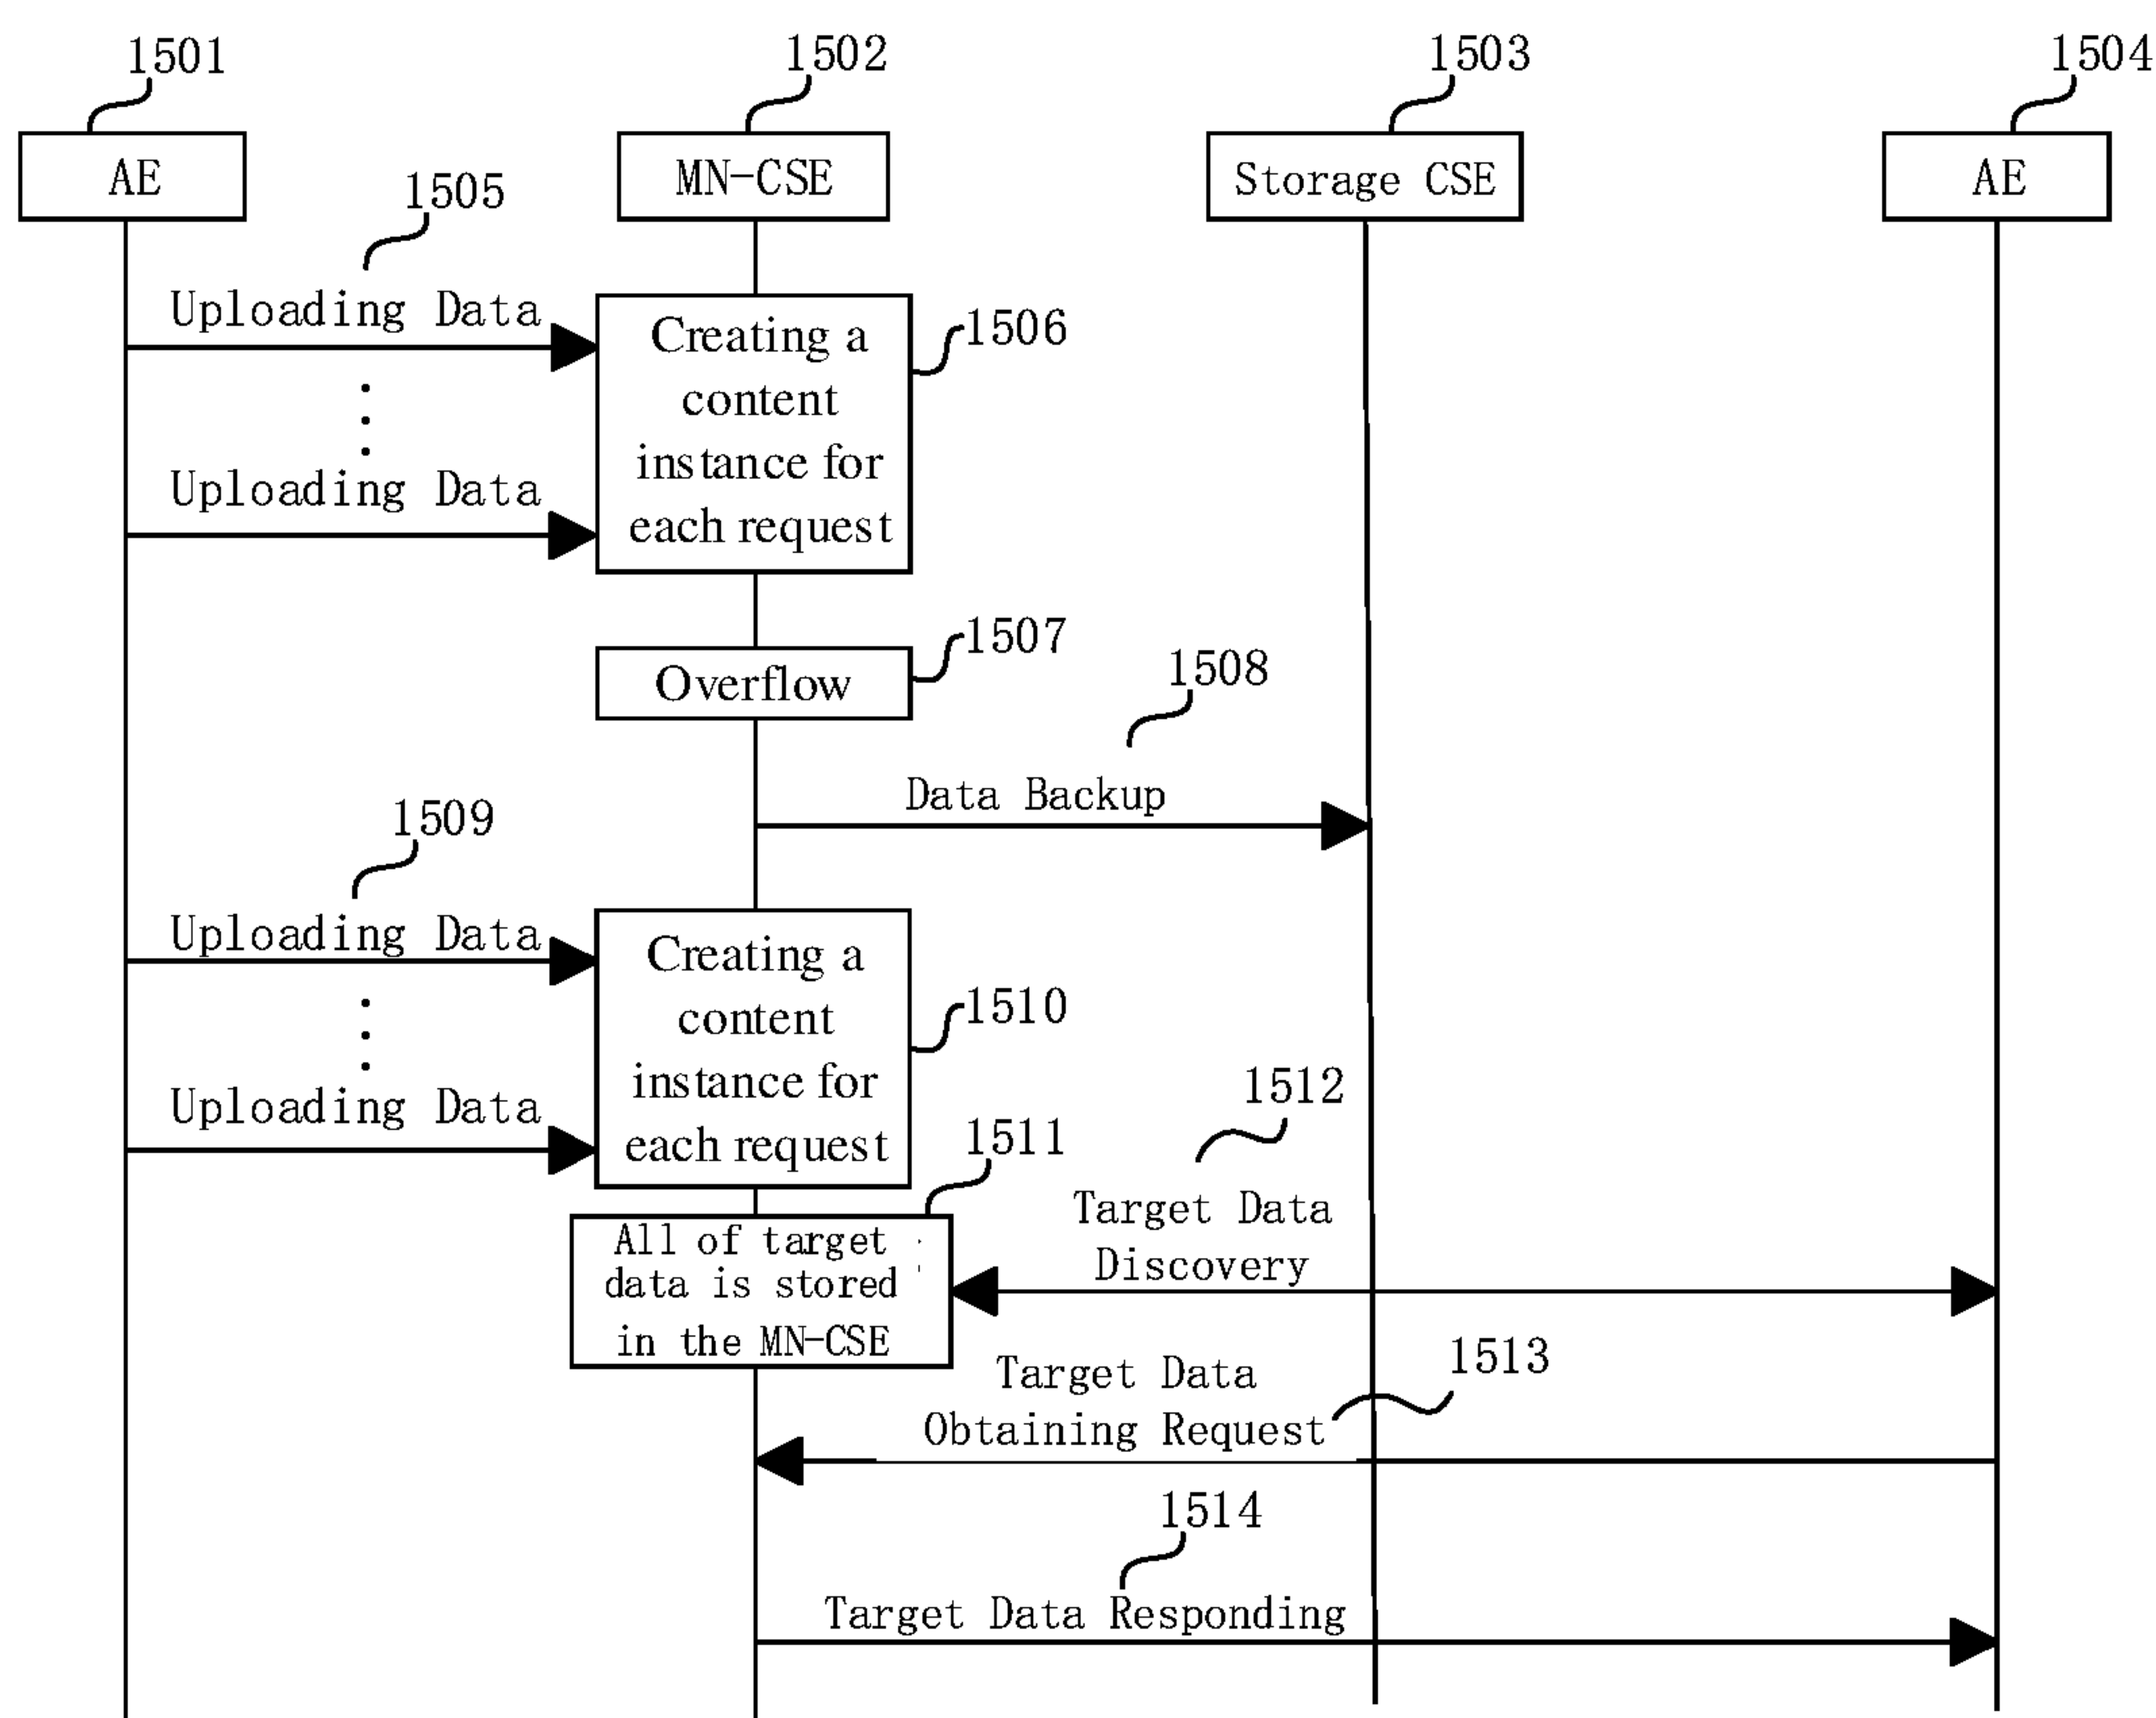 1501
1502
1503
1504
AE
MN-CSE
Storage CSE
AE
1505
Uploading Data
Uploading Data
Creating a
content
instance for
each request
1506
Overflow
1507
1508
Data Backup
1509
Uploading Data
Uploading Data
Creating a
content
instance for
each request
1510
1511
All of target
data is stored
in the MN-CSE
1512
Target Data
Discovery
1513
Target Data
Obtaining Request
1514
Target Data Responding